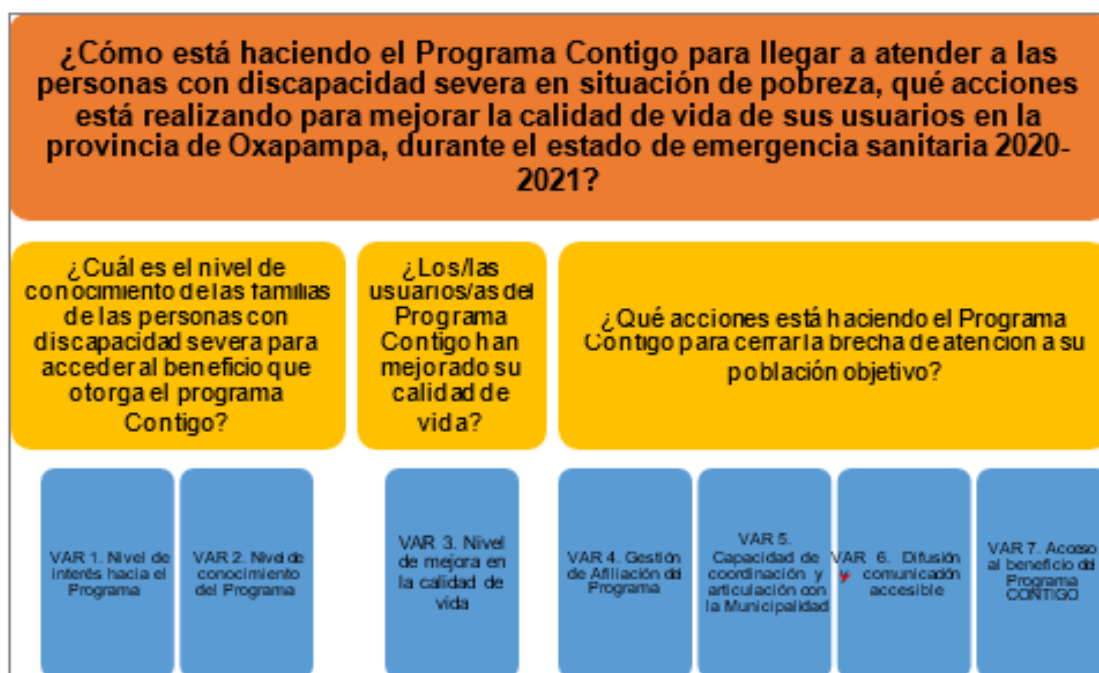 ¿Cómo está haciendo el Programa Contigo para llegar a atender a las
personas con discapacidad severa en situación de pobreza, qué acciones
está realizando para mejorar la calidad de vida de sus usuarios en la
provincia de Oxapampa, durante el estado de emergencia sanitaria 2020-
2021?
¿Cuál es el nivel de
conocimiento de las familias
de las personas con
discapacidad severa para
acceder al beneficio que
otorga el programa
Contigo?
¿Los/las
usuarios/as del
Programa
Contigo han
mejorado su
calidad de
vida?
¿Qué acciones está haciendo el Programa
Contigo para cerrar la brecha de atención a su
población objetivo?
VAR 1. Nivel de
interés hacia el
Programa
VAR 2. Nivel de
conocimiento
del Programa
VAR 3. Nivel
de mejora en
la calidad de
vida
VAR 4. Gestión
de Afiliación del
Programa
VAR 5.
Capacidad de
coordinación y
articulación con
la Municipalidad
VAR 6. Difusión
y comunicación
accesible
VAR 7. Acceso
al beneficio del
Programa
CONTIGO